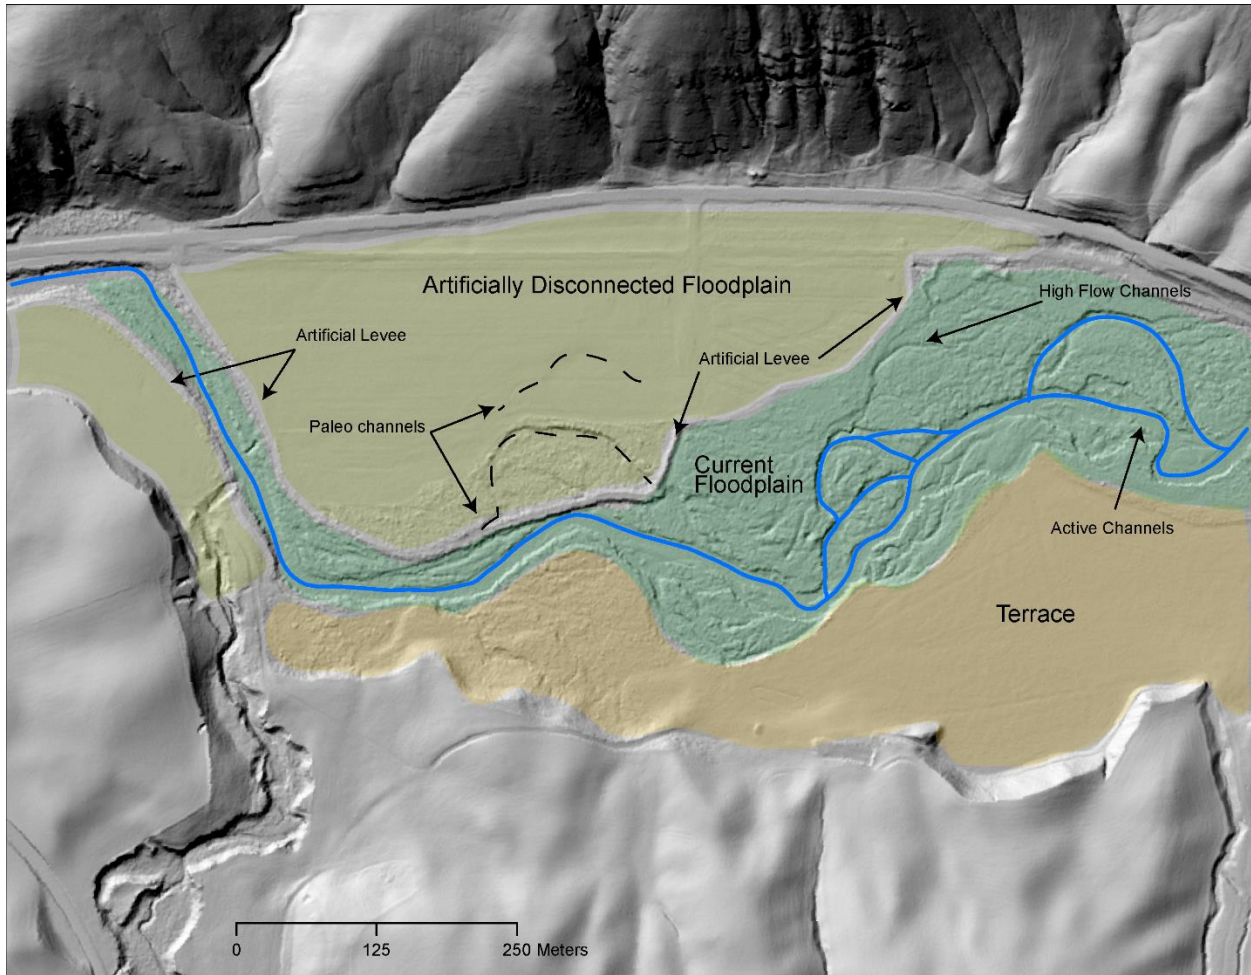 Artificially Disconnected Floodplain
High Flow Channels
Artificial Levee
Artificial Levee
Paleo channels
Current
Floodplain
Active Channels
Terrace
0 125 250 Meters